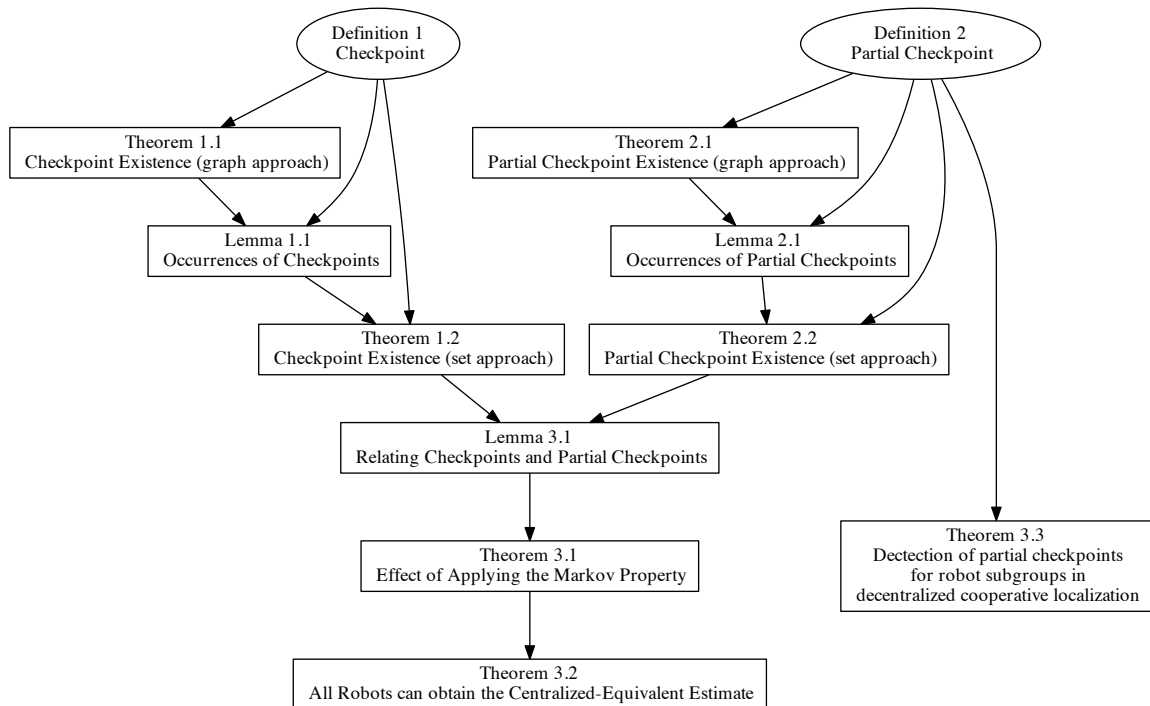 Definition 1
Checkpoint
Definition 2
Partial Checkpoint
Theorem 1.1
Checkpoint Existence (graph approach)
Theorem 2.1
Partial Checkpoint Existence (graph approach)
Lemma 1.1
Occurrences of Checkpoints
Lemma 2.1
Occurrences of Partial Checkpoints
Theorem 1.2
Checkpoint Existence (set approach)
Theorem 2.2
Partial Checkpoint Existence (set approach)
Lemma 3.1
Relating Checkpoints and Partial Checkpoints
Theorem 3.1
Effect of Applying the Markov Property
Theorem 3.3
Dectection of partial checkpoints
for robot subgroups in
decentralized cooperative localization
Theorem 3.2
All Robots can obtain the Centralized-Equivalent Estimate